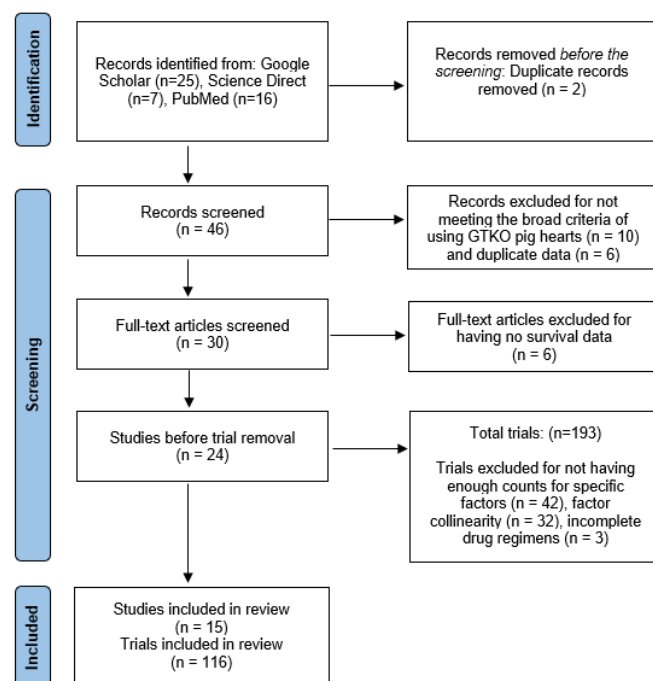 Identification
Records identified from: Google
Scholar (n=25), Science Direct
(n=7), PubMed (n=16)
Records removed before the
screening: Duplicate records
removed (n = 2)
Screening
Records screened
(n = 46)
Records excluded for not
meeting the broad criteria of
using GTKO pig hearts (n = 10)
and duplicate data (n = 6)
Full-text articles screened
(n = 30)
Full-text articles excluded for
having no survival data
(n = 6)
Studies before trial removal
(n = 24)
Total trials: (n=193)
Trials excluded for not having
enough counts for specific
factors (n = 42), factor
collinearity (n = 32), incomplete
drug regimens (n = 3)
Included
Studies included in review
(n = 15)
Trials included in review
(n = 116)